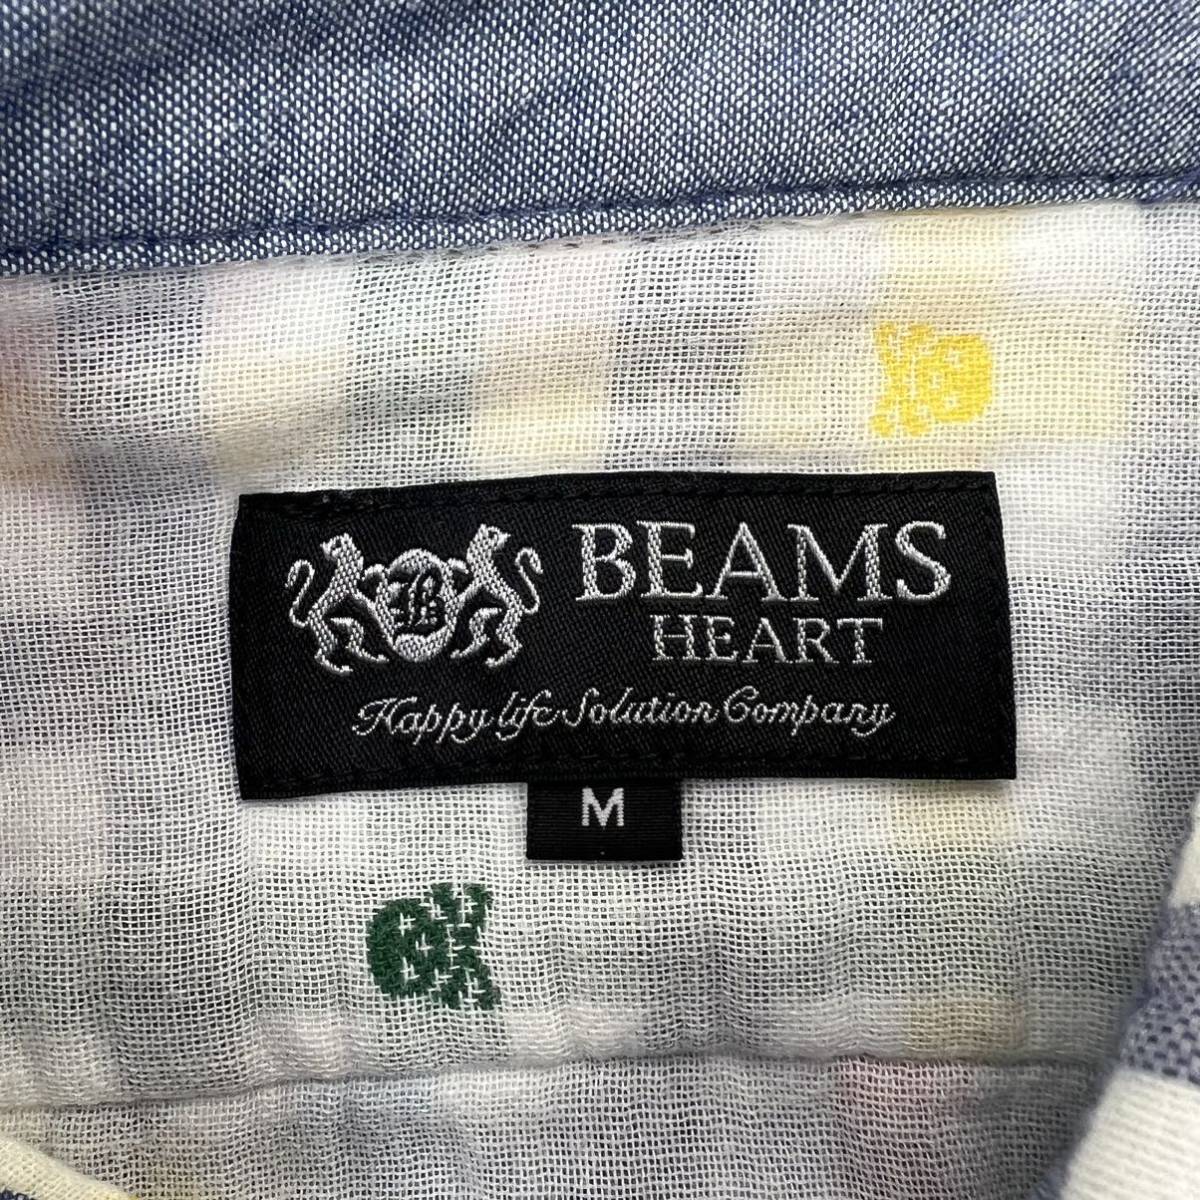 B
BEAMS
HEART
Happy life Solution Company
M